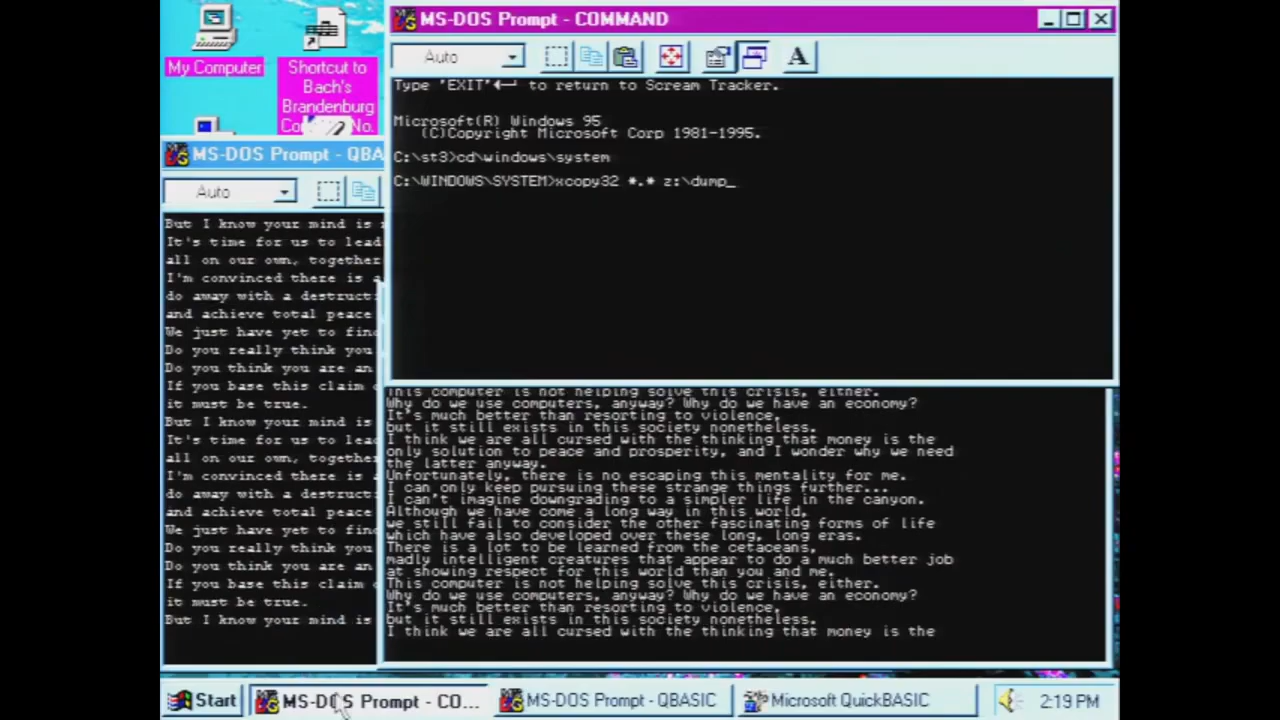 My Computer
Shortcut to
Bach's
Brandenburg
No.
MS-DOS Prompt - COMMAND
Auto
A
Type 'EXIT' to return to Scream Tracker.
Microsoft(R) Windows 95
(C)Copyright Microsoft Corp 1981-1995.
C:\st3>cd\windows\system
C:\WINDOWS\SYSTEM>xcopy32 *.* z:\dump_
MS-DOS Prompt - QBA
Auto
But I know your mind is
It's time for us to lead
all on our own, together
I'm convinced there is a
do away with a destruct
and achieve total peace
We just have yet to find
Do you really think you
Do you think you are an
If you base this claim
it must be true.
But I know your mind is
It's time for us to lead
all on our own, together
I'm convinced there is a
do away with a destruct
and achieve total peace
We just have yet to find
Do you really think you
Do you think you are an
If you base this claim
it must be true.
But I know your mind is
This computer is not helping solve this crisis, either.
Why do we use computers, anyway? Why do we have an economy?
It's much better than resorting to violence,
but it still exists in this society nonetheless.
I think we are all cursed with the thinking that money is the
only solution to peace and prosperity, and I wonder why we need
the latter anyway.
Unfortunately, there is no escaping this mentality for me.
I can only keep pursuing these strange things further...
I can't imagine downgrading to a simpler life in the canyon.
Although we have come a long way in this world,
we still fail to consider the other fascinating forms of life
which have also developed over these long, long eras.
There is a lot to be learned from the cetaceans,
madly intelligent creatures that appear to do a much better job
at showing respect for this world than you and me.
This computer is not helping solve this crisis, either.
Why do we use computers, anyway? Why do we have an economy?
It's much better than resorting to violence,
but it still exists in this society nonetheless.
I think we are all cursed with the thinking that money is the
Start
MS-DOS Prompt - CO...
MS-DOS Prompt - QBASIC
Microsoft QuickBASIC
2:19 PM